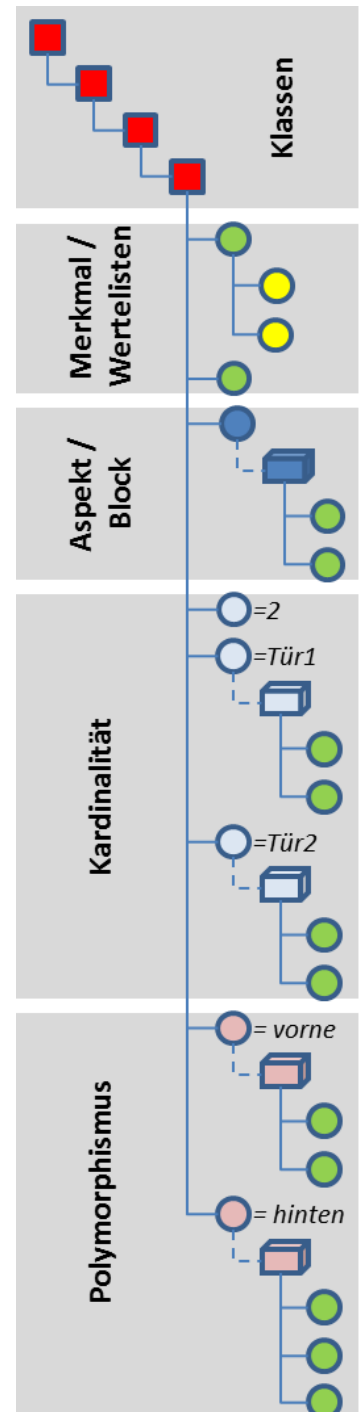 Klassen
Merkmal /
Wertelisten
Aspekt /
Block
Kardinalität
=2
=Tür1
=Tür2
Polymorphismus
= vorne
= hinten